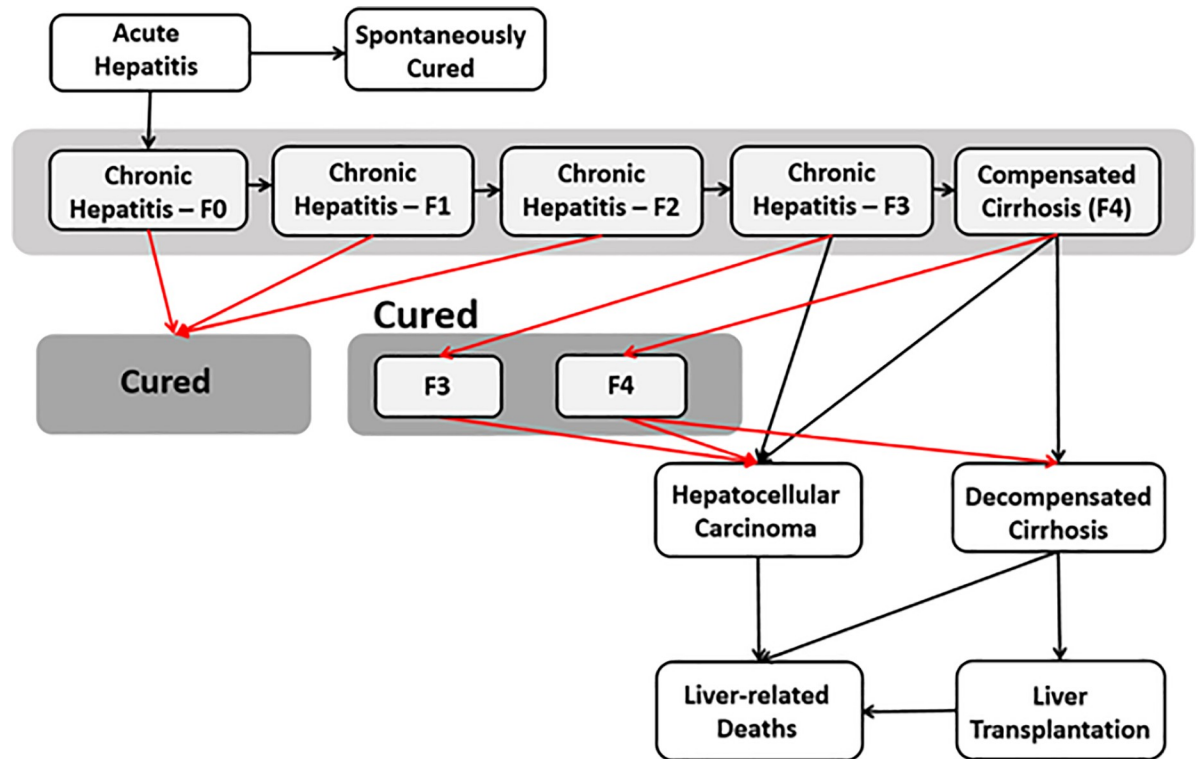 Acute
Hepatitis
Spontaneously
Cured
Chronic
Hepatitis – F0
Chronic
Hepatitis – F1
Chronic
Hepatitis – F2
Chronic
Hepatitis – F3
Compensated
Cirrhosis (F4)
Cured
Cured
F3
F4
Hepatocellular
Carcinoma
Decompensated
Cirrhosis
Liver-related
Deaths
Liver
Transplantation